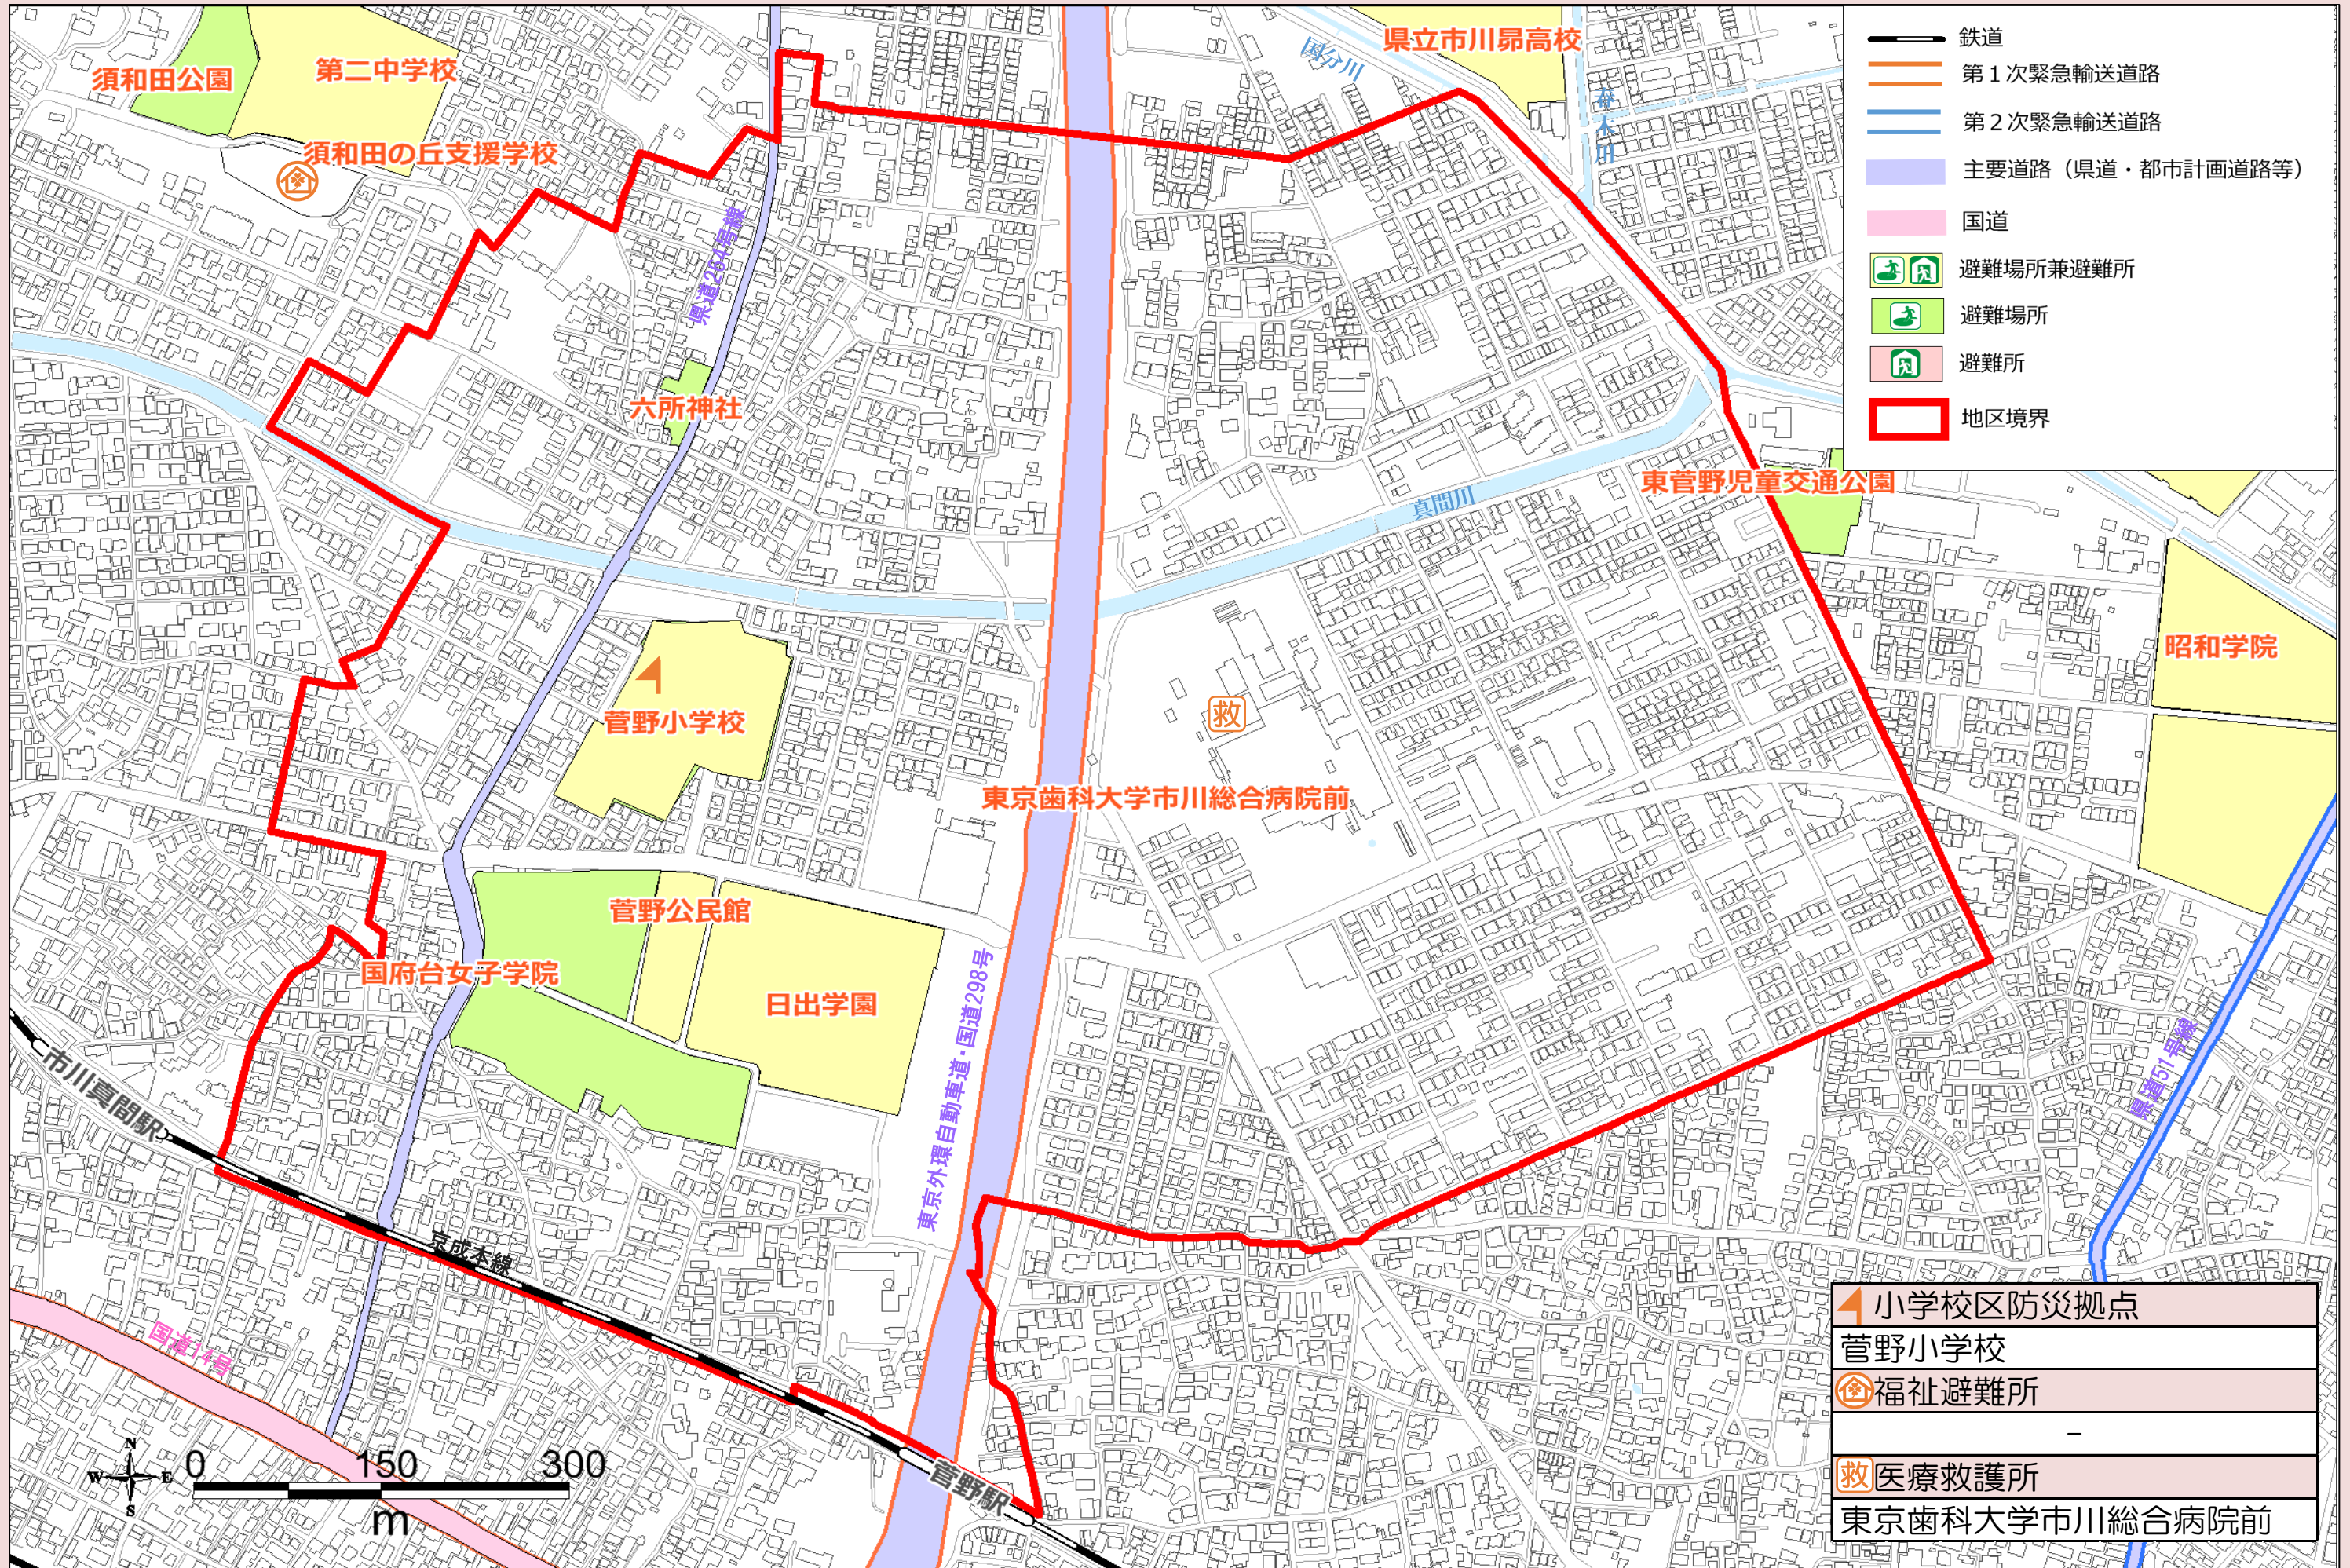 県立市川昴高校
国分川
春木川
須和田公園
第二中学校
須和田の丘支援学校
県道264号線
六所神社
真間川
東菅野児童交通公園
昭和学院
菅野小学校
救
東京歯科大学市川総合病院前
菅野公民館
国府台女子学院
日出学園
東京外環自動車道・国道298号
県道51号線
市川真間駅
京成本線
国道14号
菅野駅
鉄道
第1次緊急輸送道路
第2次緊急輸送道路
主要道路（県道・都市計画道路等）
国道
避難場所兼避難所
避難場所
避難所
地区境界
N
W E
S
0 150 300
m
小学校区防災拠点
菅野小学校
福祉避難所
－
救 医療救護所
東京歯科大学市川総合病院前